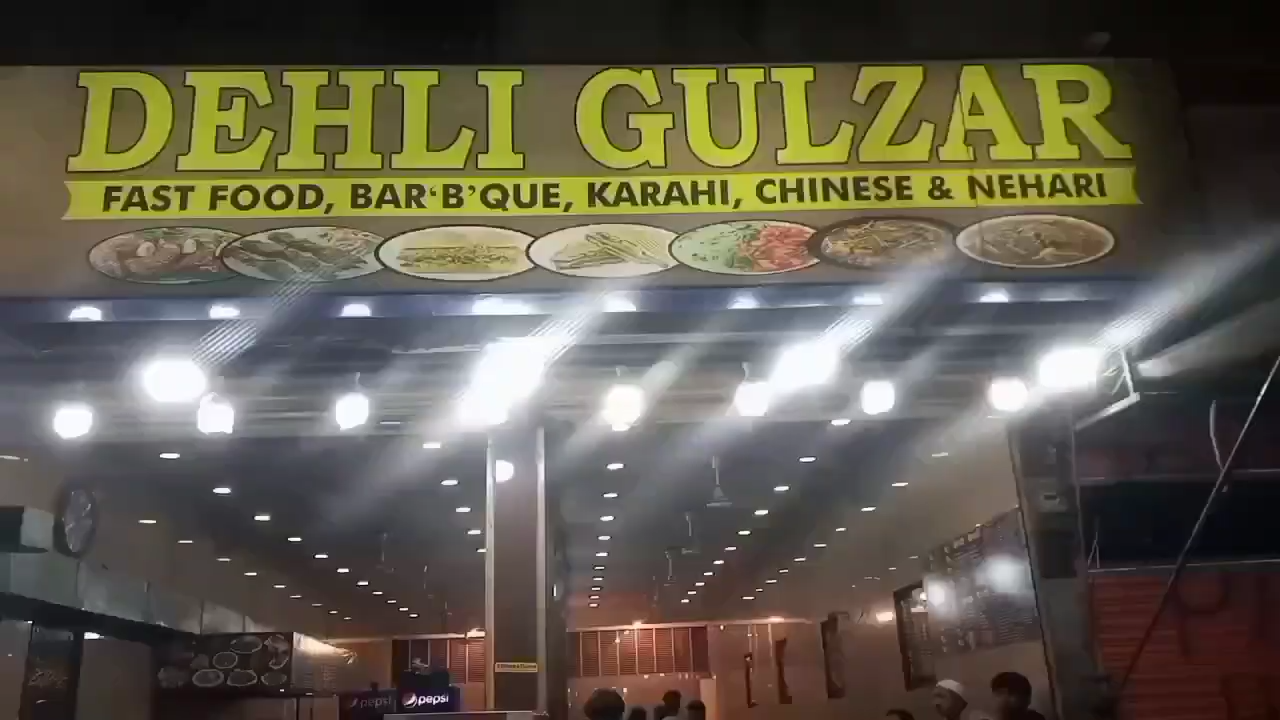 DEHLI GULZAR
FAST FOOD, BAR‘B’QUE, KARAHI, CHINESE & NEHARI
pepsi
pepsi